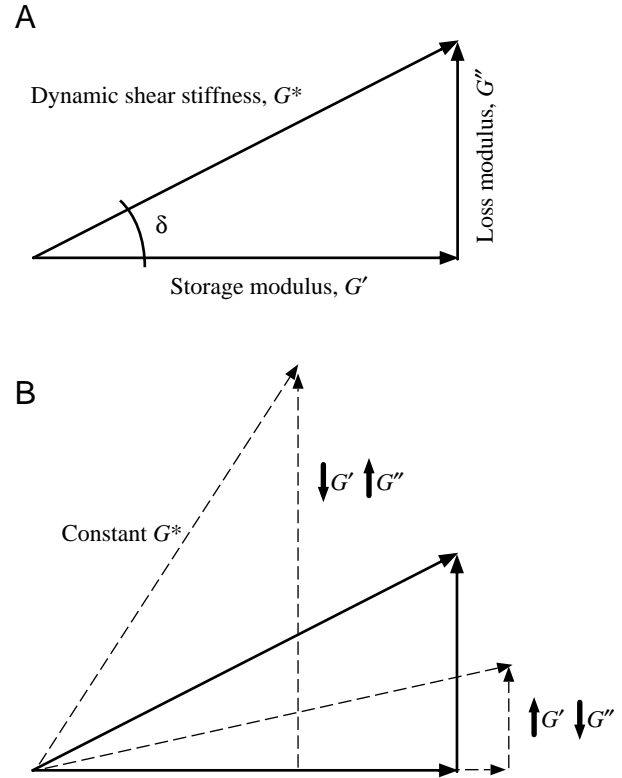 A
Dynamic shear stiffness, G*
Loss modulus, G″
δ
Storage modulus, G′
B
↓G′ ↑G″
Constant G*
↑G′ ↓G″